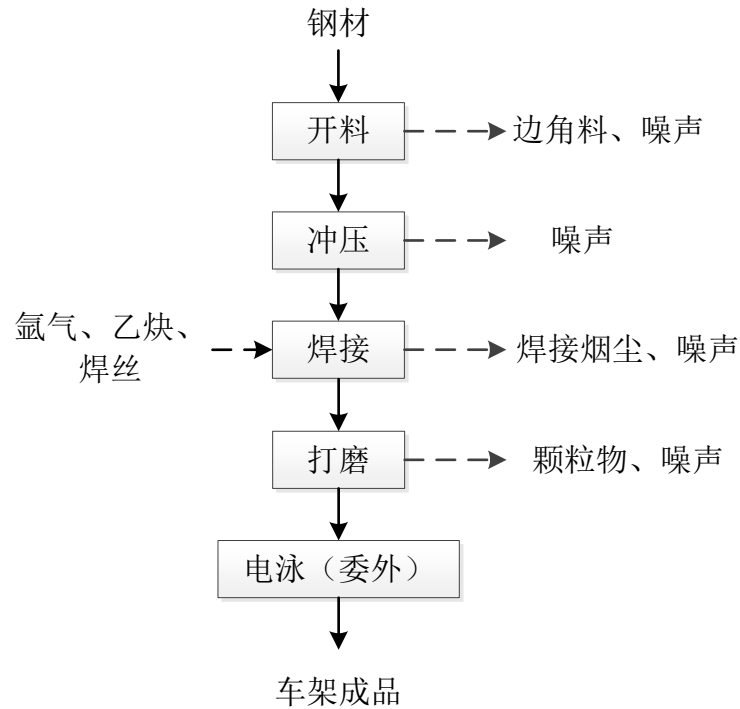 钢材
开料
边角料、噪声
冲压
噪声
氩气、乙炔、
焊丝
焊接
焊接烟尘、噪声
打磨
颗粒物、噪声
电泳（委外）
车架成品